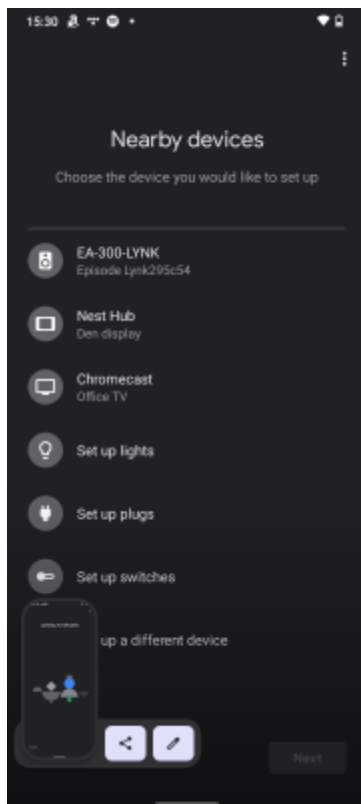 15:30
Nearby devices
Choose the device you would like to set up
EA-300-LYNK
Episode Lynk295c54
Nest Hub
Den display
Chromecast
Office TV
Set up lights
Set up plugs
Set up switches
up a different device
Next